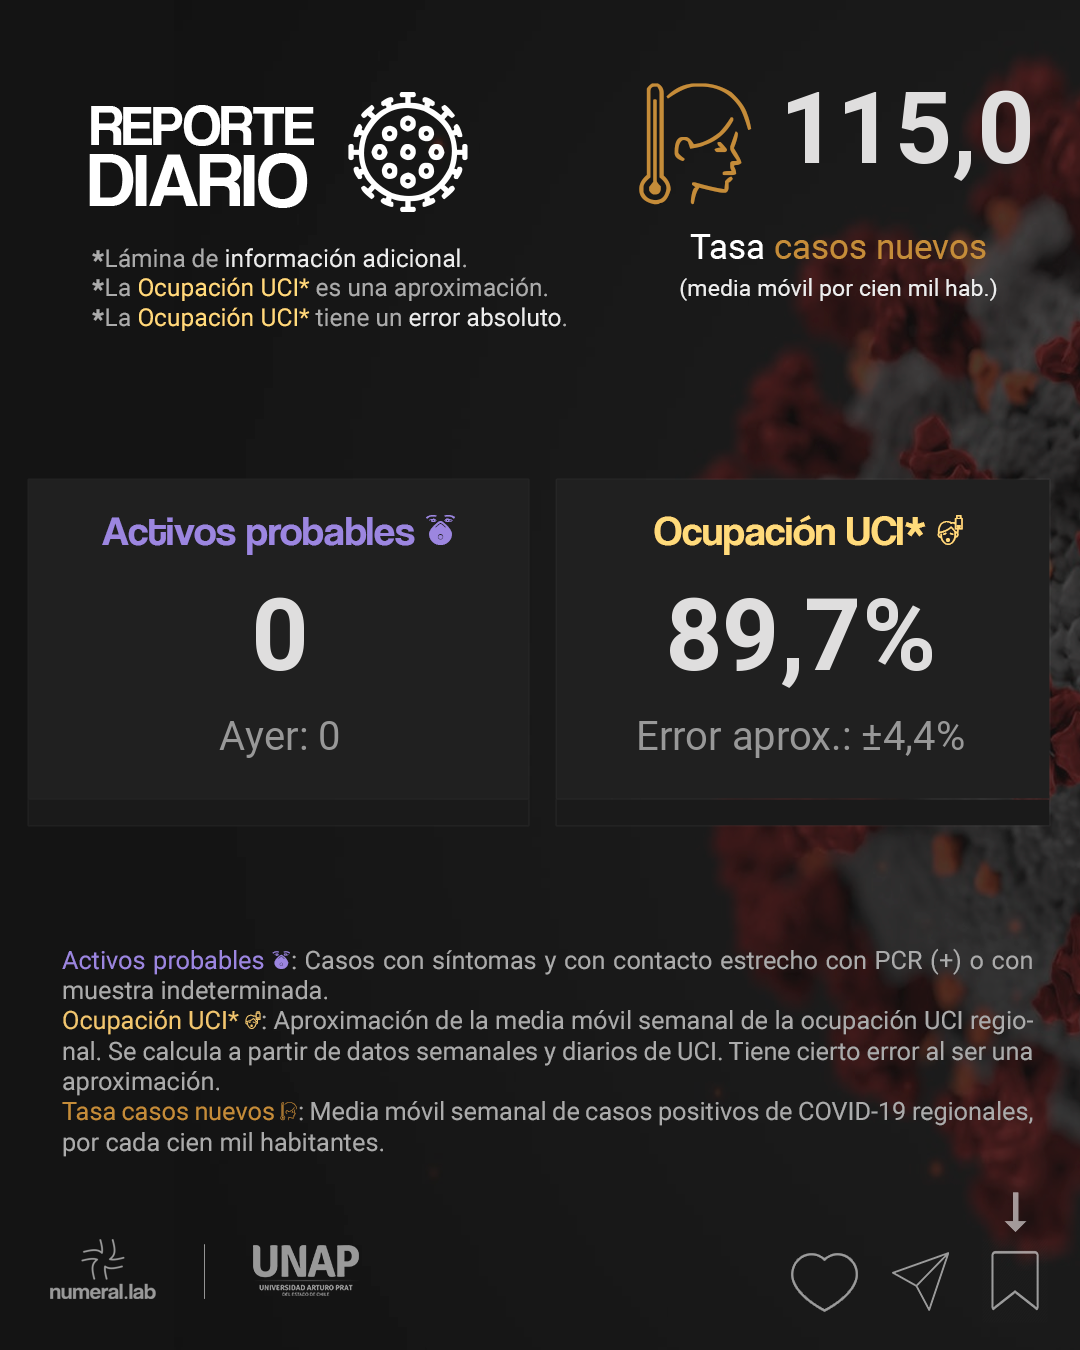 REPORTE
DIARIO
*Lámina de información adicional.
*La Ocupación UCI* es una aproximación.
*La Ocupación UCI* tiene un error absoluto.
115,0
Tasa casos nuevos
(media móvil por cien mil hab.)
Activos probables
0
Ayer: 0
Ocupación UCI*
89,7%
Error aprox.: ±4,4%
Activos probables : Casos con síntomas y con contacto estrecho con PCR (+) o con
muestra indeterminada.
Ocupación UCI* : Aproximación de la media móvil semanal de la ocupación UCI regio-
nal. Se calcula a partir de datos semanales y diarios de UCI. Tiene cierto error al ser una
aproximación.
Tasa casos nuevos : Media móvil semanal de casos positivos de COVID-19 regionales,
por cada cien mil habitantes.
numeral.lab
UNAP
UNIVERSIDAD ARTURO PRAT
DEL ESTADO DE CHILE